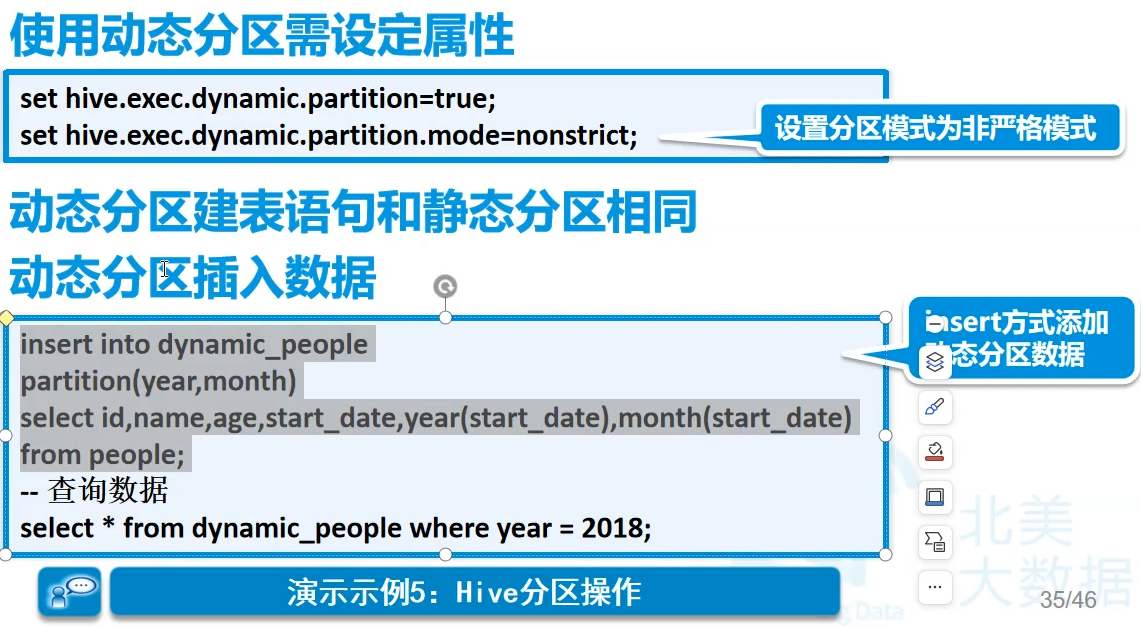 使用动态分区需设定属性
set hive.exec.dynamic.partition=true;
set hive.exec.dynamic.partition.mode=nonstrict;
设置分区模式为非严格模式
动态分区建表语句和静态分区相同
动态分区插入数据
insert into dynamic_people
partition(year,month)
select id,name,age,start_date,year(start_date),month(start_date)
from people;
-- 查询数据
select * from dynamic_people where year = 2018;
insert方式添加
动态分区数据
北美
大数据
Data
演示示例5：Hive分区操作
35/46